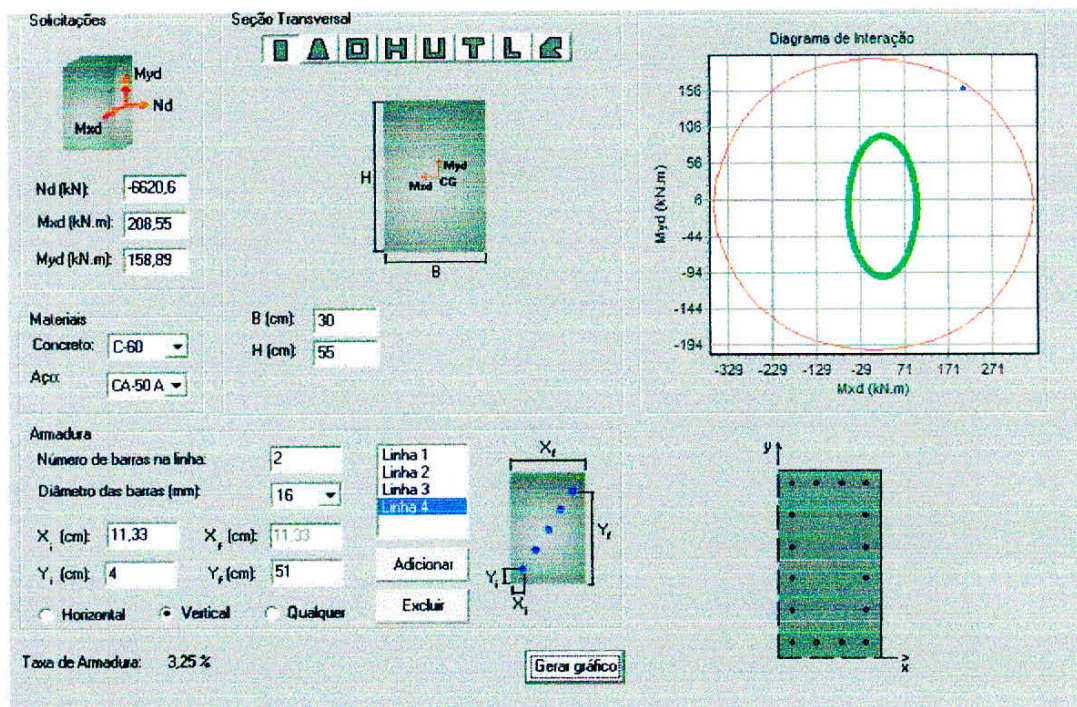 Solicitações
Myd
Nd
Mxd
Nd (kN): -6620,6
Mxd (kN.m): 208,55
Myd (kN.m): 158,89
Seção Transversal
H
Myd
Mxd CG
B
B (cm): 30
H (cm): 55
Materiais
Concreto: C-60
Aço: CA-50 A
Diagrama de Interação
Myd (kN.m)
156
106
56
6
-44
-94
-144
-194
-329 -229 -129 -29 71 171 271
Mxd (kN.m)
Armadura
Número de barras na linha: 2
Diâmetro das barras (mm): 16
Xi (cm): 11,33 Xf (cm): 11,33
Yi (cm): 4 Yf (cm): 51
Horizontal Vertical Qualquer
Linha 1
Linha 2
Linha 3
Linha 4
Adicionar
Excluir
Xf
Yf
Yi
Xi
y
x
Taxa de Armadura: 3,25 %
Gerar gráfico